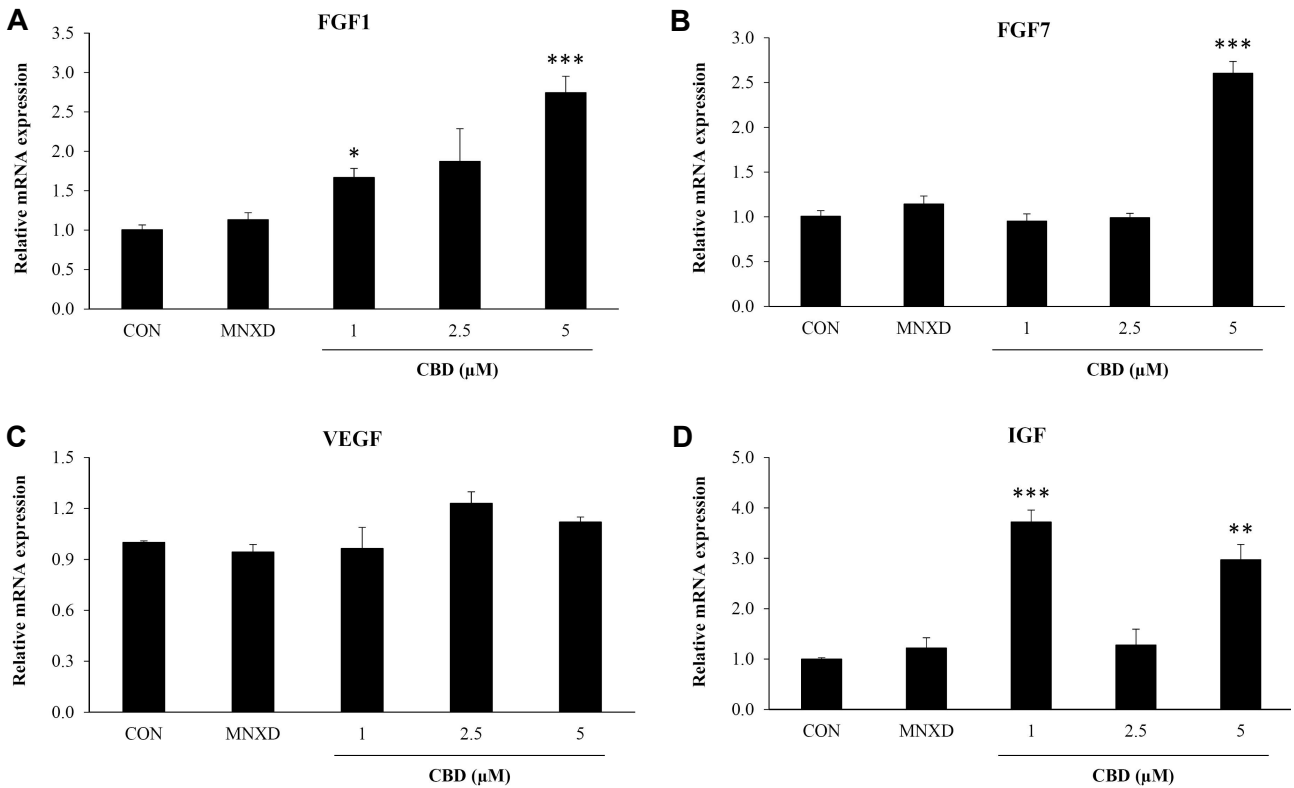 A
FGF1
Relative mRNA expression
3.5
3.0
2.5
2.0
1.5
1.0
0.5
0.0
*
***
CON MNXD 1 2.5 5
CBD (µM)
B
FGF7
Relative mRNA expression
3.0
2.5
2.0
1.5
1.0
0.5
0.0
***
CON MNXD 1 2.5 5
CBD (µM)
C
VEGF
Relative mRNA expression
1.5
1.2
0.9
0.6
0.3
0.0
CON MNXD 1 2.5 5
CBD (µM)
D
IGF
Relative mRNA expression
5.0
4.0
3.0
2.0
1.0
0.0
***
**
CON MNXD 1 2.5 5
CBD (µM)